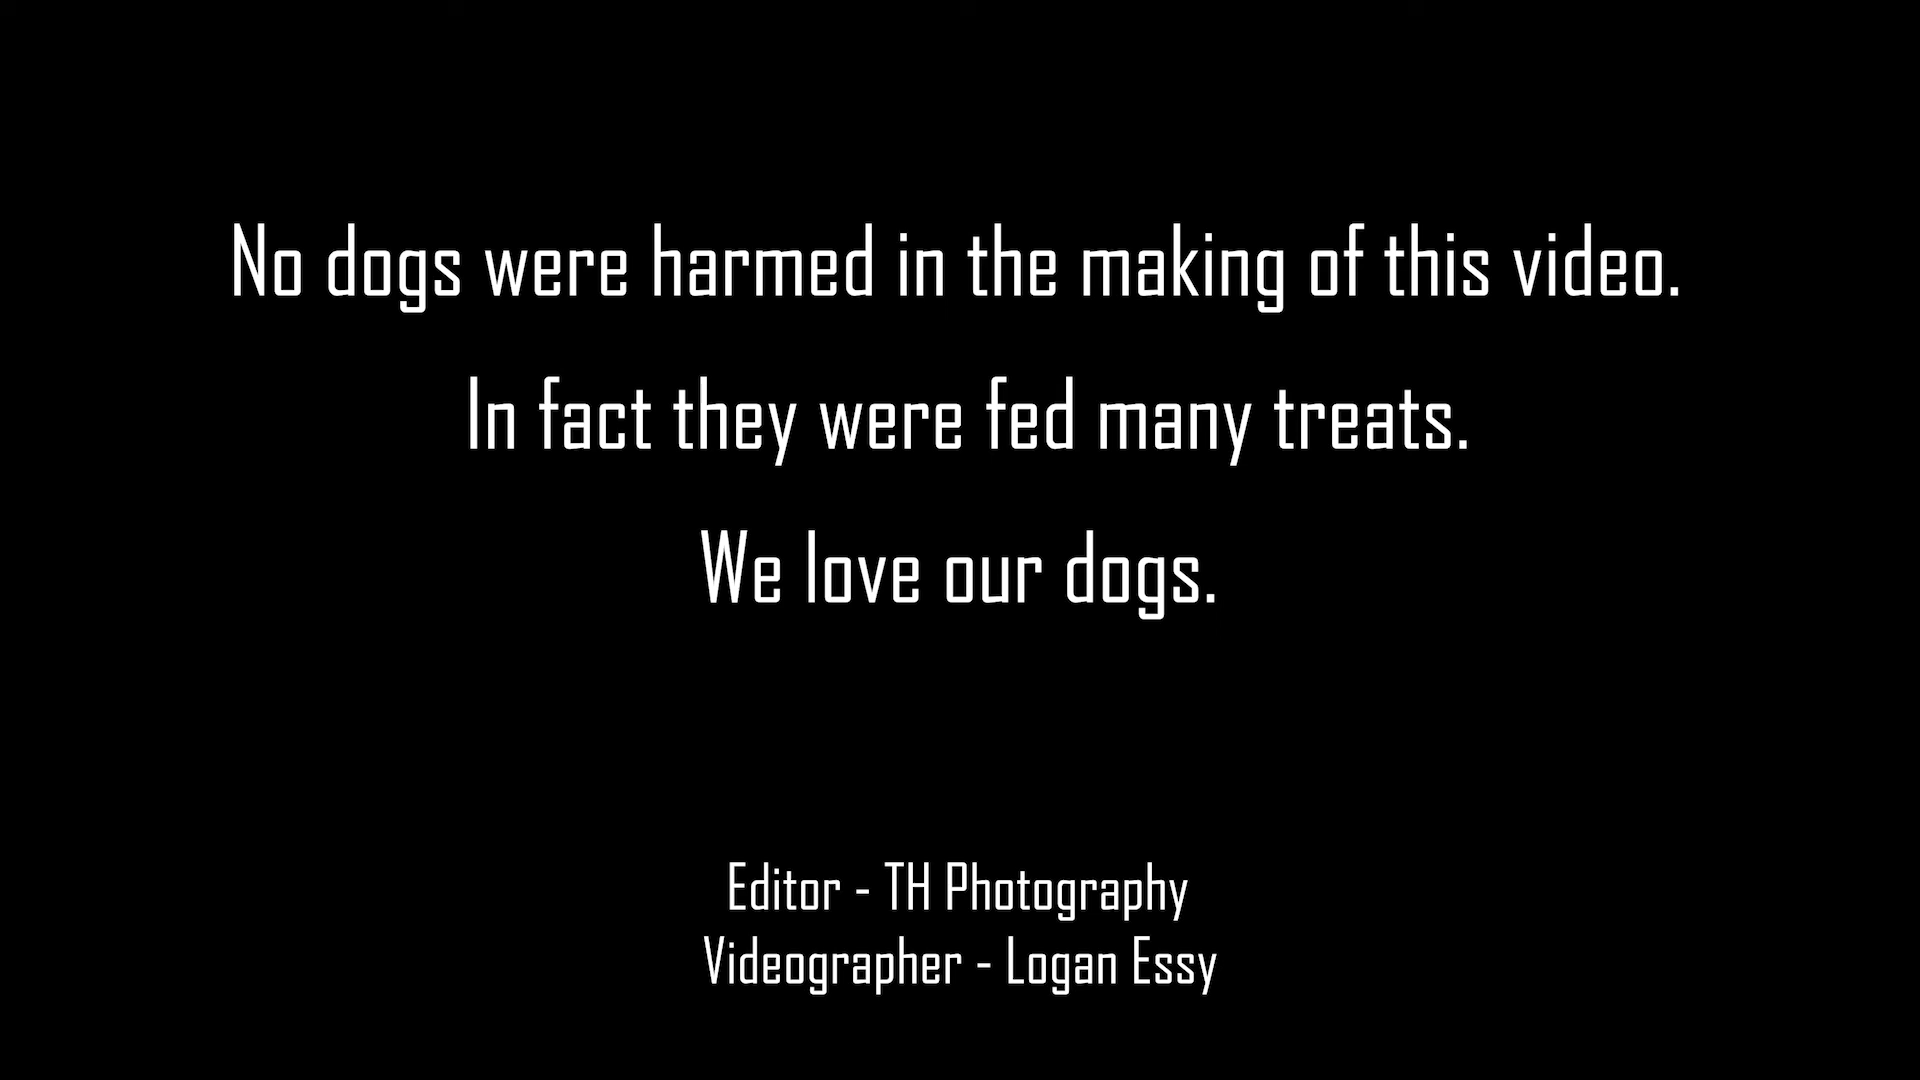 No dogs were harmed in the making of this video.
In fact they were fed many treats.
We love our dogs.
Editor - TH Photography
Videographer - Logan Essy